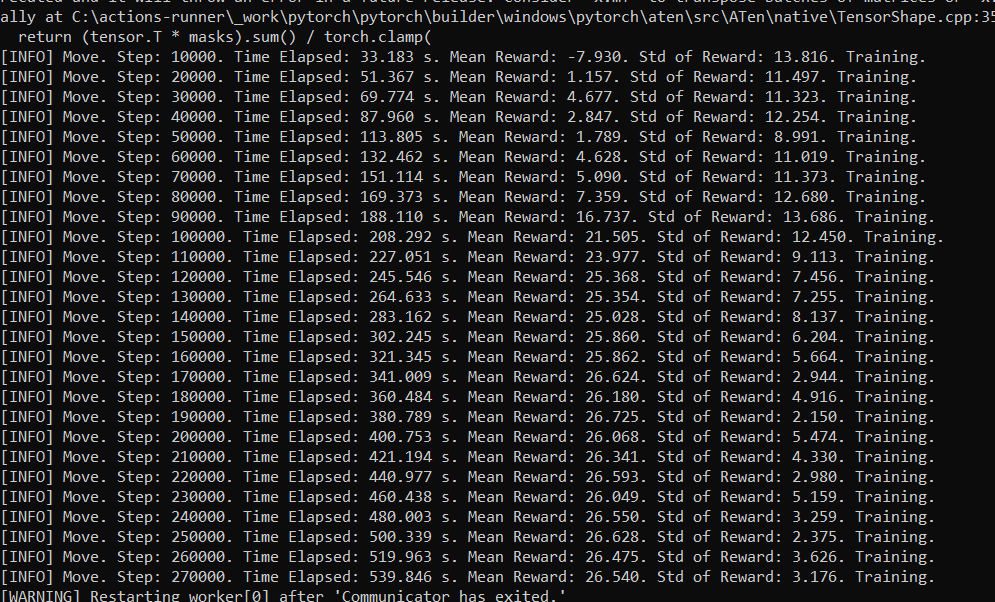 ally at C:\actions-runner\_work\pytorch\pytorch\builder\windows\pytorch\aten\src\ATen\native\TensorShape.cpp:35
return (tensor.T * masks).sum() / torch.clamp(
[INFO] Move. Step: 10000. Time Elapsed: 33.183 s. Mean Reward: -7.930. Std of Reward: 13.816. Training.
[INFO] Move. Step: 20000. Time Elapsed: 51.367 s. Mean Reward: 1.157. Std of Reward: 11.497. Training.
[INFO] Move. Step: 30000. Time Elapsed: 69.774 s. Mean Reward: 4.677. Std of Reward: 11.323. Training.
[INFO] Move. Step: 40000. Time Elapsed: 87.960 s. Mean Reward: 2.847. Std of Reward: 12.254. Training.
[INFO] Move. Step: 50000. Time Elapsed: 113.805 s. Mean Reward: 1.789. Std of Reward: 8.991. Training.
[INFO] Move. Step: 60000. Time Elapsed: 132.462 s. Mean Reward: 4.628. Std of Reward: 11.019. Training.
[INFO] Move. Step: 70000. Time Elapsed: 151.114 s. Mean Reward: 5.090. Std of Reward: 11.373. Training.
[INFO] Move. Step: 80000. Time Elapsed: 169.373 s. Mean Reward: 7.359. Std of Reward: 12.680. Training.
[INFO] Move. Step: 90000. Time Elapsed: 188.110 s. Mean Reward: 16.737. Std of Reward: 13.686. Training.
[INFO] Move. Step: 100000. Time Elapsed: 208.292 s. Mean Reward: 21.505. Std of Reward: 12.450. Training.
[INFO] Move. Step: 110000. Time Elapsed: 227.051 s. Mean Reward: 23.977. Std of Reward: 9.113. Training.
[INFO] Move. Step: 120000. Time Elapsed: 245.546 s. Mean Reward: 25.368. Std of Reward: 7.456. Training.
[INFO] Move. Step: 130000. Time Elapsed: 264.633 s. Mean Reward: 25.354. Std of Reward: 7.255. Training.
[INFO] Move. Step: 140000. Time Elapsed: 283.162 s. Mean Reward: 25.028. Std of Reward: 8.137. Training.
[INFO] Move. Step: 150000. Time Elapsed: 302.245 s. Mean Reward: 25.860. Std of Reward: 6.204. Training.
[INFO] Move. Step: 160000. Time Elapsed: 321.345 s. Mean Reward: 25.862. Std of Reward: 5.664. Training.
[INFO] Move. Step: 170000. Time Elapsed: 341.009 s. Mean Reward: 26.624. Std of Reward: 2.944. Training.
[INFO] Move. Step: 180000. Time Elapsed: 360.484 s. Mean Reward: 26.180. Std of Reward: 4.916. Training.
[INFO] Move. Step: 190000. Time Elapsed: 380.789 s. Mean Reward: 26.725. Std of Reward: 2.150. Training.
[INFO] Move. Step: 200000. Time Elapsed: 400.753 s. Mean Reward: 26.068. Std of Reward: 5.474. Training.
[INFO] Move. Step: 210000. Time Elapsed: 421.194 s. Mean Reward: 26.341. Std of Reward: 4.330. Training.
[INFO] Move. Step: 220000. Time Elapsed: 440.977 s. Mean Reward: 26.593. Std of Reward: 2.980. Training.
[INFO] Move. Step: 230000. Time Elapsed: 460.438 s. Mean Reward: 26.049. Std of Reward: 5.159. Training.
[INFO] Move. Step: 240000. Time Elapsed: 480.003 s. Mean Reward: 26.550. Std of Reward: 3.259. Training.
[INFO] Move. Step: 250000. Time Elapsed: 500.339 s. Mean Reward: 26.628. Std of Reward: 2.375. Training.
[INFO] Move. Step: 260000. Time Elapsed: 519.963 s. Mean Reward: 26.475. Std of Reward: 3.626. Training.
[INFO] Move. Step: 270000. Time Elapsed: 539.846 s. Mean Reward: 26.540. Std of Reward: 3.176. Training.
[WARNING] Restarting worker[0] after 'Communicator has exited.'